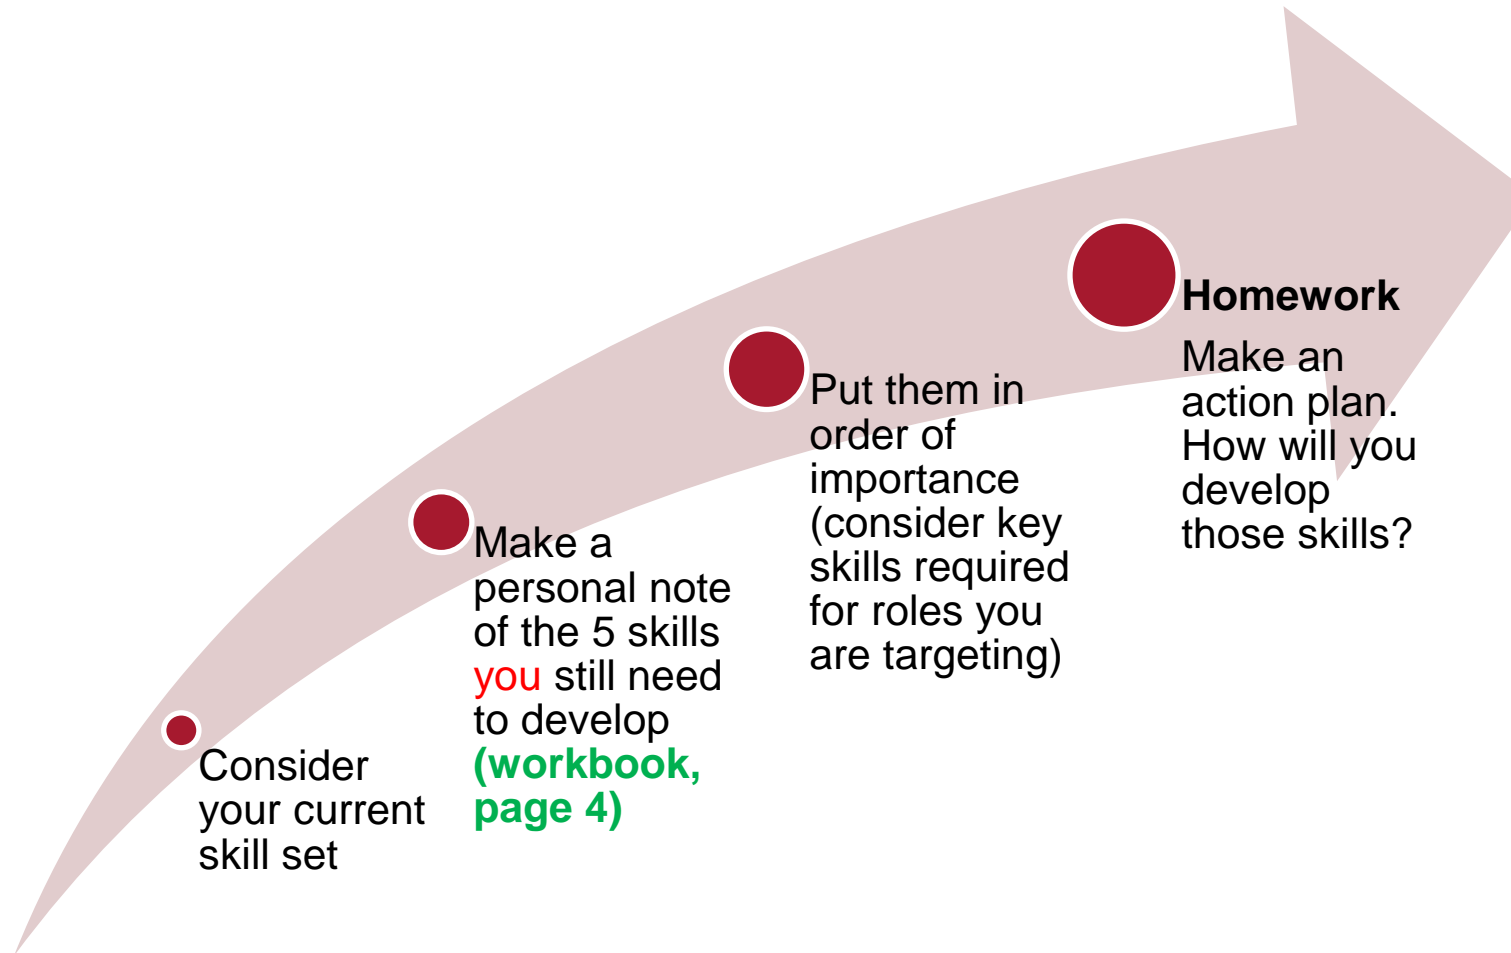 Consider
your current
skill set
Make a
personal note
of the 5 skills
you still need
to develop
(workbook,
page 4)
Put them in
order of
importance
(consider key
skills required
for roles you
are targeting)
Homework
Make an
action plan.
How will you
develop
those skills?